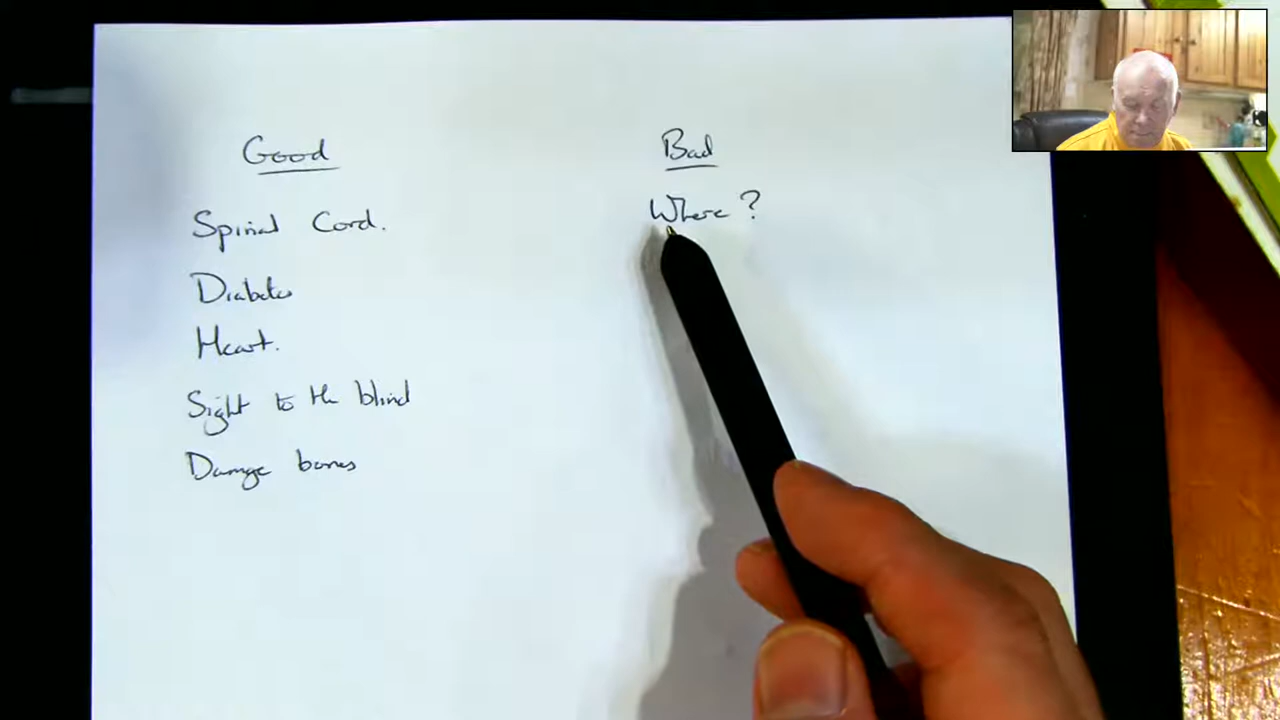 Good
Spinal Cord.
Diabetes
Heart.
Sight to the blind
Damage bones
Bad
Where?